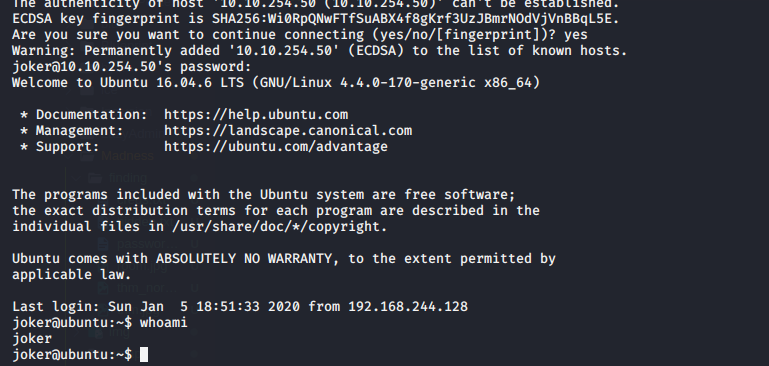 The authenticity of host '10.10.254.50 (10.10.254.50)' can't be established.
ECDSA key fingerprint is SHA256:Wi0RpQNwFTfSuABX4f8gKrf3UzJBmrNOdVjVnBBqL5E.
Are you sure you want to continue connecting (yes/no/[fingerprint])? yes
Warning: Permanently added '10.10.254.50' (ECDSA) to the list of known hosts.
joker@10.10.254.50's password:
Welcome to Ubuntu 16.04.6 LTS (GNU/Linux 4.4.0-170-generic x86_64)
* Documentation:  https://help.ubuntu.com
* Management:     https://landscape.canonical.com
* Support:        https://ubuntu.com/advantage
The programs included with the Ubuntu system are free software;
the exact distribution terms for each program are described in the
individual files in /usr/share/doc/*/copyright.
Ubuntu comes with ABSOLUTELY NO WARRANTY, to the extent permitted by
applicable law.
Last login: Sun Jan  5 18:51:33 2020 from 192.168.244.128
joker@ubuntu:~$ whoami
joker
joker@ubuntu:~$